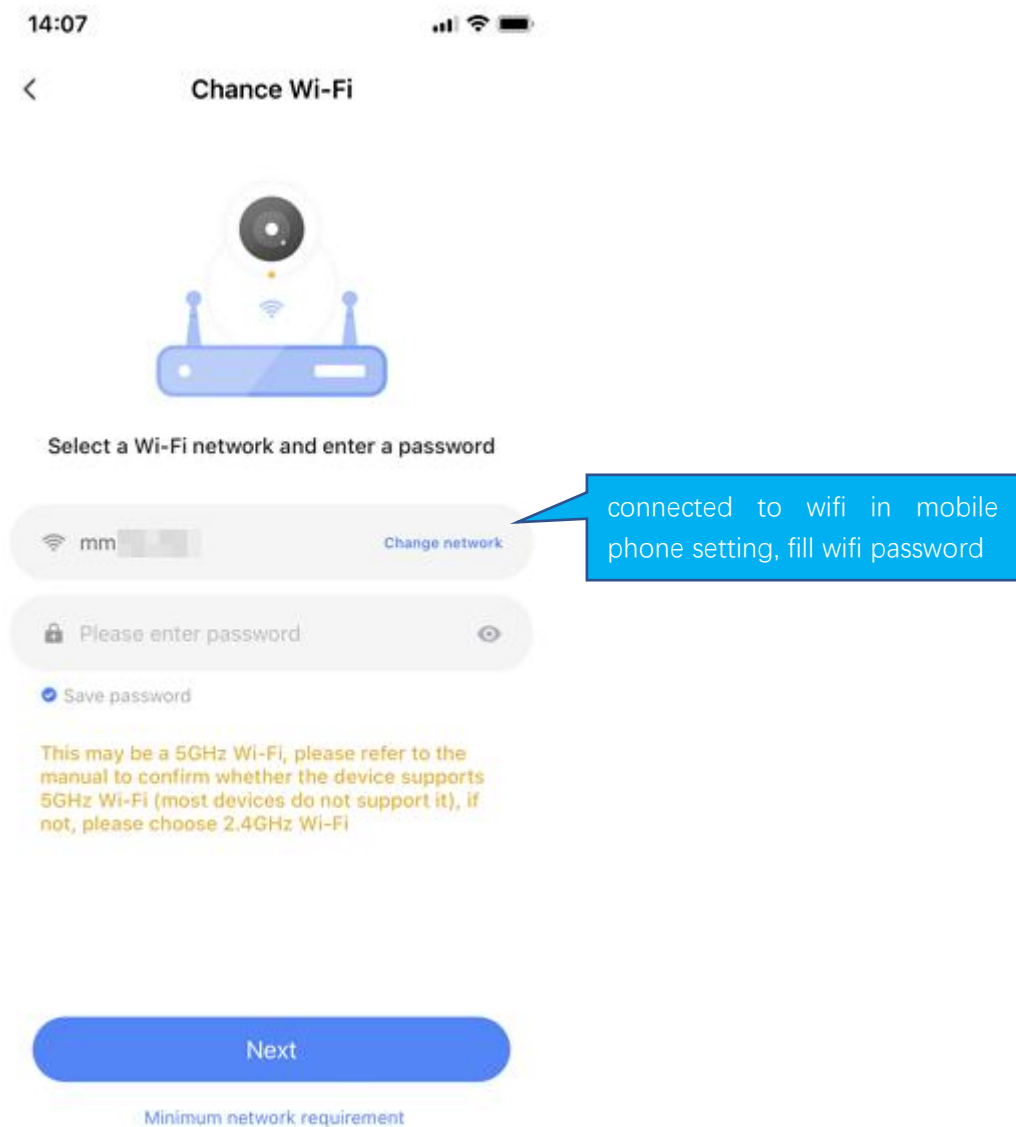 14:07
Chance Wi-Fi
Select a Wi-Fi network and enter a password
mm
Change network
connected to wifi in mobile
phone setting, fill wifi password
Please enter password
Save password
This may be a 5GHz Wi-Fi, please refer to the
manual to confirm whether the device supports
5GHz Wi-Fi (most devices do not support it), if
not, please choose 2.4GHz Wi-Fi
Next
Minimum network requirement